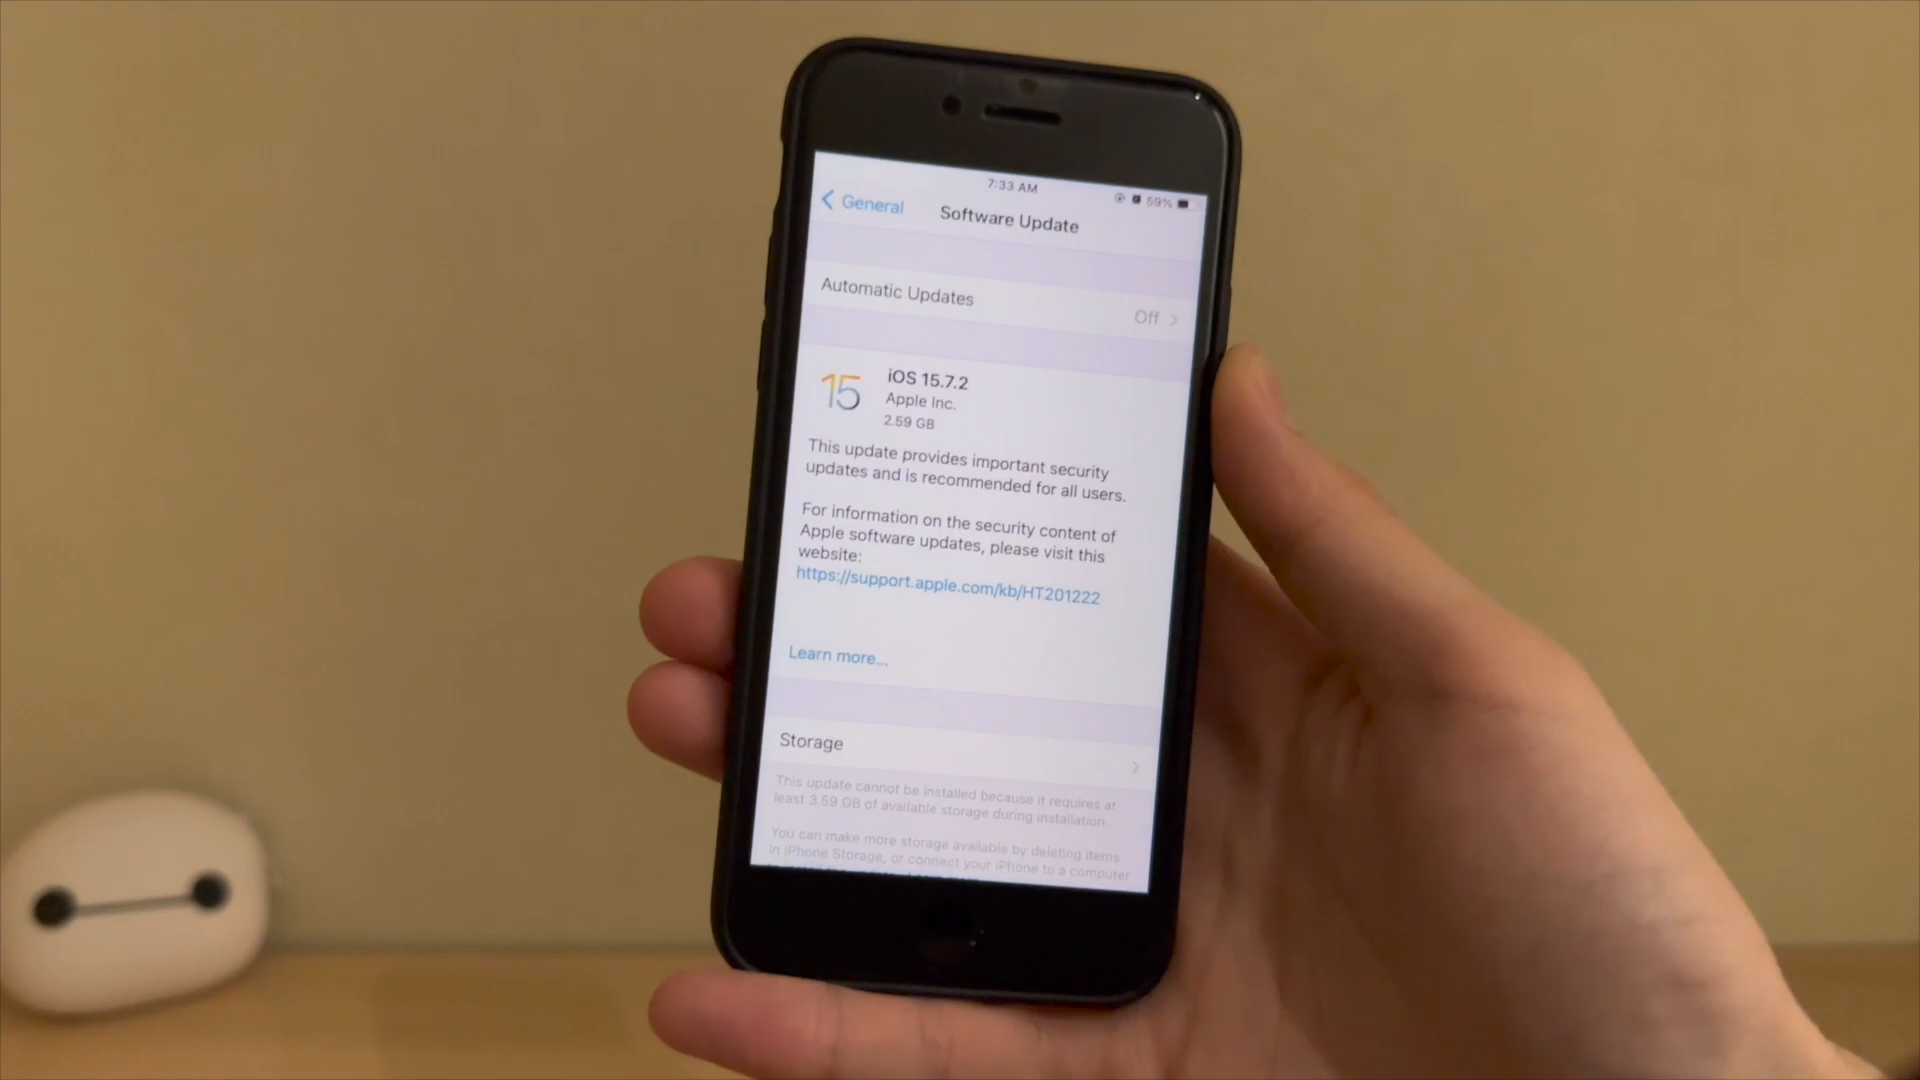 7:33 AM
59%
General
Software Update
Automatic Updates
Off
15
iOS 15.7.2
Apple Inc.
2.59 GB
This update provides important security
updates and is recommended for all users.
For information on the security content of
Apple software updates, please visit this
website:
https://support.apple.com/kb/HT201222
Learn more...
Storage
This update cannot be installed because it requires at
least 3.59 GB of available storage during installation.
You can make more storage available by deleting items
in iPhone Storage, or connect your iPhone to a computer